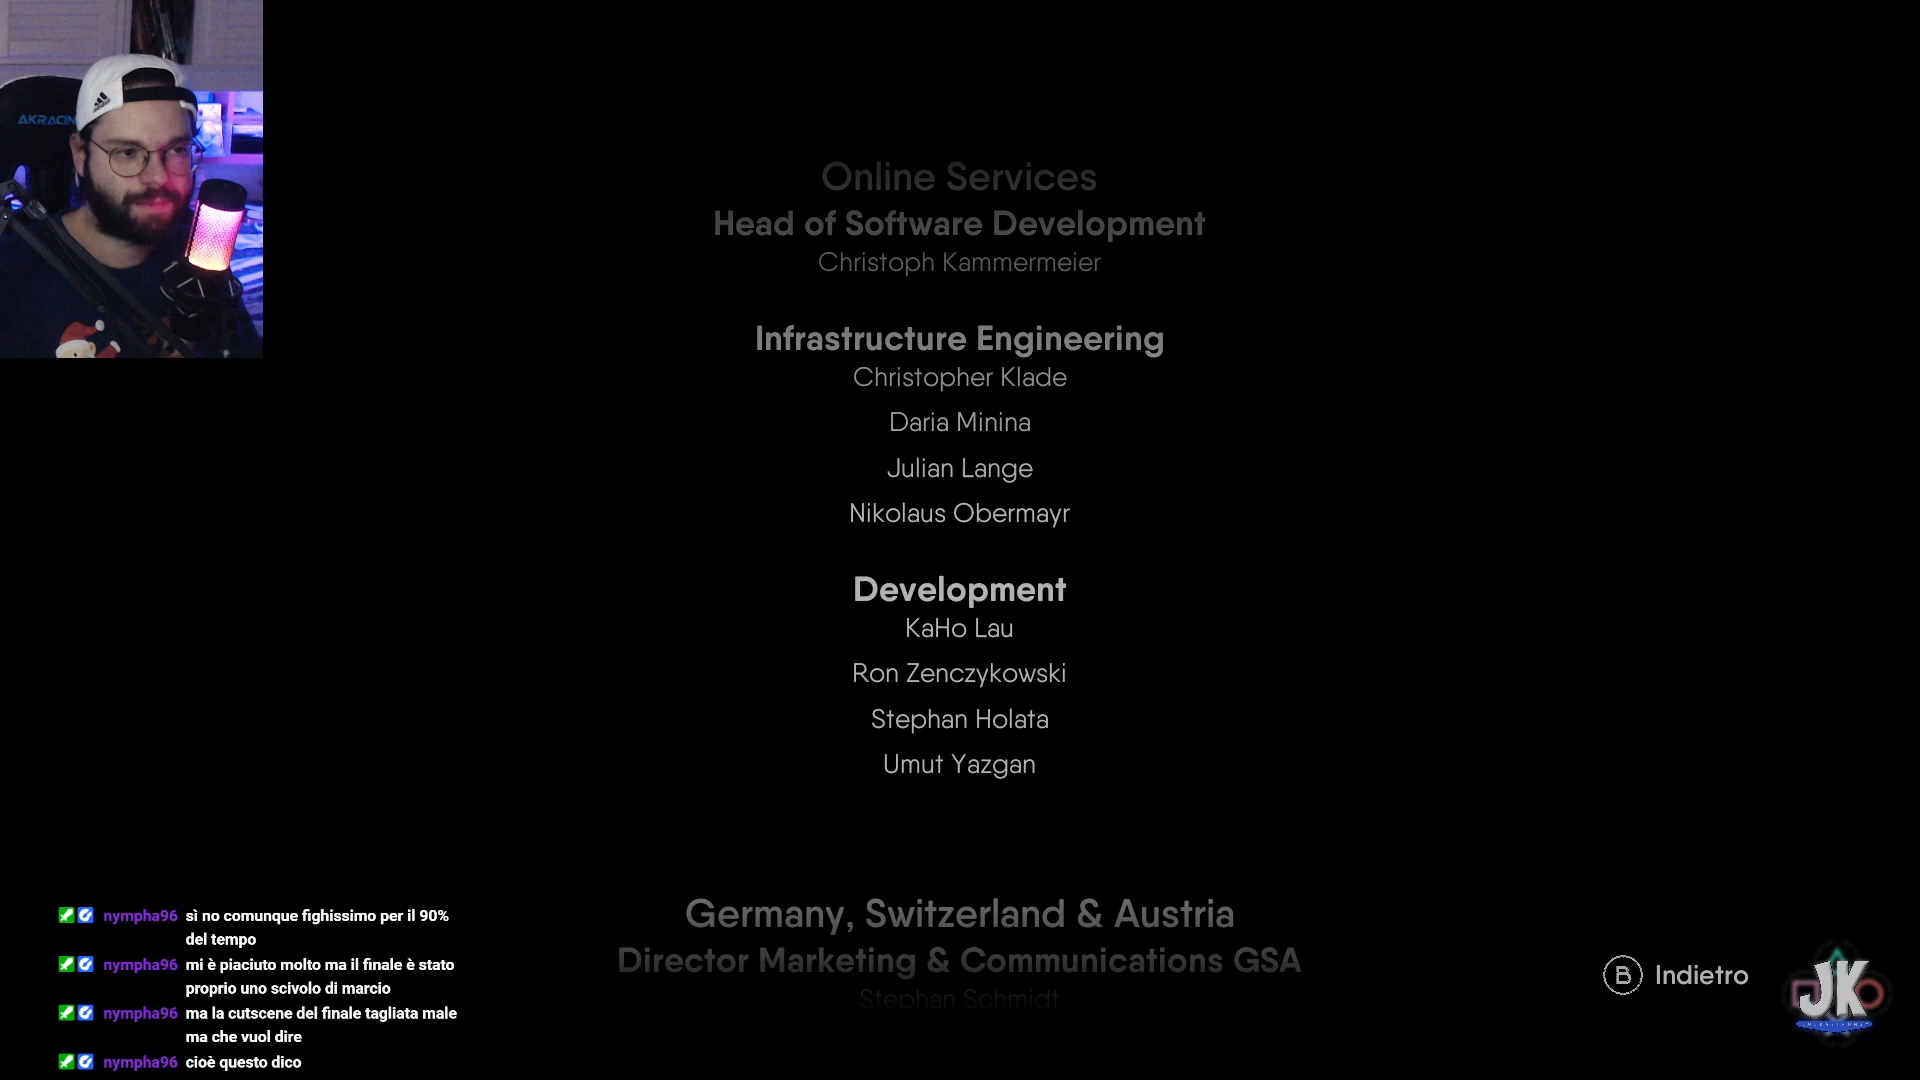 AKRACIN
Online Services
Head of Software Development
Christoph Kammermeier
Infrastructure Engineering
Christopher Klade
Daria Minina
Julian Lange
Nikolaus Obermayr
Development
KaHo Lau
Ron Zenczykowski
Stephan Holata
Umut Yazgan
Germany, Switzerland & Austria
Director Marketing & Communications GSA
Stephan Schmidt
nympha96 sì no comunque fighissimo per il 90%
del tempo
nympha96 mi è piaciuto molto ma il finale è stato
proprio uno scivolo di marcio
nympha96 ma la cutscene del finale tagliata male
ma che vuol dire
nympha96 cioè questo dico
B Indietro
JK